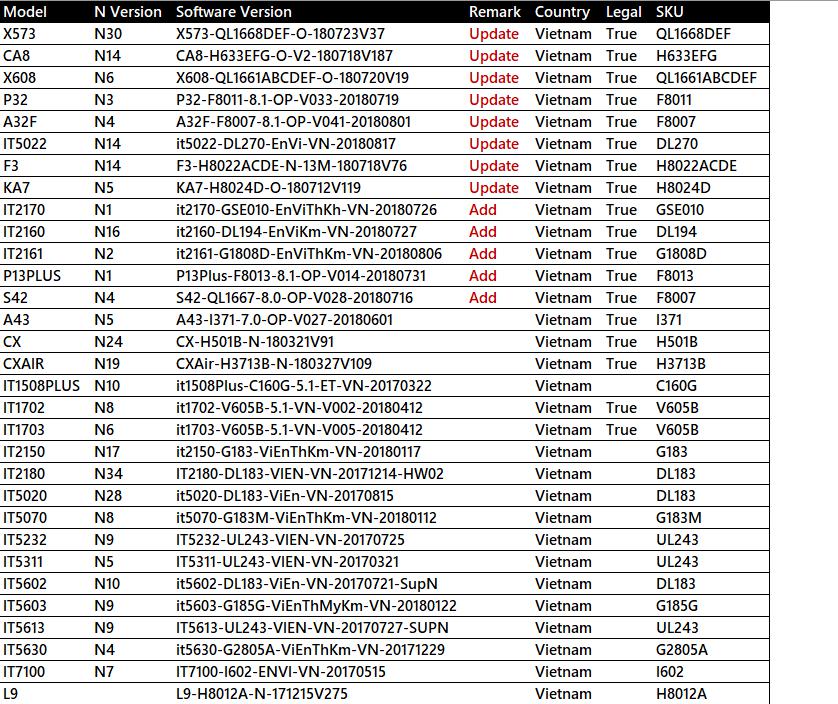 Model N Version Software Version Remark Country Legal SKU
X573 N30 X573-QL1668DEF-O-180723V37 Update Vietnam True QL1668DEF
CA8 N14 CA8-H633EFG-O-V2-180718V187 Update Vietnam True H633EFG
X608 N6 X608-QL1661ABCDEF-O-180720V19 Update Vietnam True QL1661ABCDEF
P32 N3 P32-F8011-8.1-OP-V033-20180719 Update Vietnam True F8011
A32F N4 A32F-F8007-8.1-OP-V041-20180801 Update Vietnam True F8007
IT5022 N14 it5022-DL270-EnVi-VN-20180817 Update Vietnam True DL270
F3 N14 F3-H8022ACDE-N-13M-180718V76 Update Vietnam True H8022ACDE
KA7 N5 KA7-H8024D-O-180712V119 Update Vietnam True H8024D
IT2170 N1 it2170-GSE010-EnViThKh-VN-20180726 Add Vietnam True GSE010
IT2160 N16 it2160-DL194-EnViKm-VN-20180727 Add Vietnam True DL194
IT2161 N2 it2161-G1808D-EnViThKm-VN-20180806 Add Vietnam True G1808D
P13PLUS N1 P13Plus-F8013-8.1-OP-V014-20180731 Add Vietnam True F8013
S42 N4 S42-QL1667-8.0-OP-V028-20180716 Add Vietnam True F8007
A43 N5 A43-I371-7.0-OP-V027-20180601 Vietnam True I371
CX N24 CX-H501B-N-180321V91 Vietnam True H501B
CXAIR N19 CXAir-H3713B-N-180327V109 Vietnam True H3713B
IT1508PLUS N10 it1508Plus-C160G-5.1-ET-VN-20170322 Vietnam C160G
IT1702 N8 it1702-V605B-5.1-VN-V002-20180412 Vietnam True V605B
IT1703 N6 it1703-V605B-5.1-VN-V005-20180412 Vietnam True V605B
IT2150 N17 it2150-G183-ViEnThKm-VN-20180117 Vietnam G183
IT2180 N34 IT2180-DL183-VIEN-VN-20171214-HW02 Vietnam DL183
IT5020 N28 it5020-DL183-ViEn-VN-20170815 Vietnam DL183
IT5070 N8 it5070-G183M-ViEnThKm-VN-20180112 Vietnam G183M
IT5232 N9 IT5232-UL243-VIEN-VN-20170725 Vietnam UL243
IT5311 N5 IT5311-UL243-VIEN-VN-20170321 Vietnam UL243
IT5602 N10 it5602-DL183-ViEn-VN-20170721-SupN Vietnam DL183
IT5603 N9 it5603-G185G-ViEnThMyKm-VN-20180122 Vietnam G185G
IT5613 N9 IT5613-UL243-VIEN-VN-20170727-SUPN Vietnam UL243
IT5630 N4 it5630-G2805A-ViEnThKm-VN-20171229 Vietnam G2805A
IT7100 N7 IT7100-I602-ENVI-VN-20170515 Vietnam I602
L9 L9-H8012A-N-171215V275 Vietnam H8012A